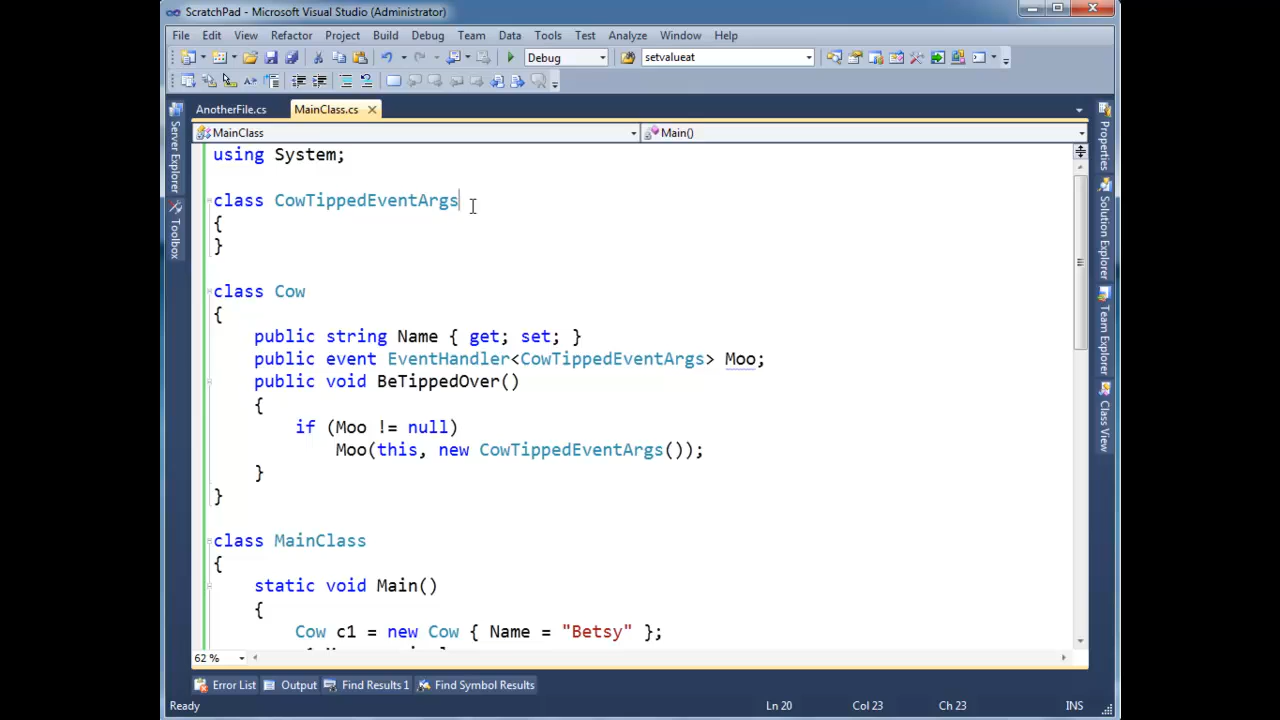 ScratchPad - Microsoft Visual Studio (Administrator)
File Edit View Refactor Project Build Debug Team Data Tools Test Analyze Window Help
Debug setvalueat
AnotherFile.cs MainClass.cs
MainClass Main()
Server Explorer
Toolbox
Properties
Solution Explorer
Team Explorer
Class View
using System;
class CowTippedEventArgs
{
}
class Cow
{
public string Name { get; set; }
public event EventHandler<CowTippedEventArgs> Moo;
public void BeTippedOver()
{
if (Moo != null)
Moo(this, new CowTippedEventArgs());
}
}
class MainClass
{
static void Main()
{
Cow c1 = new Cow { Name = "Betsy" };
62 %
Error List Output Find Results 1 Find Symbol Results
Ready Ln 20 Col 23 Ch 23 INS